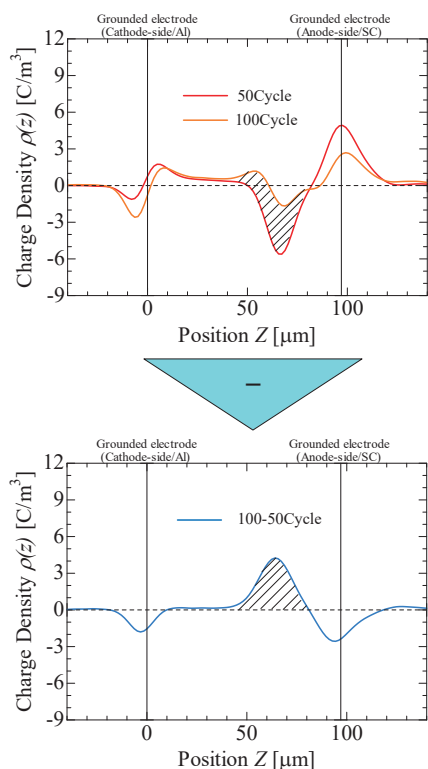 Grounded electrode Grounded electrode
(Cathode-side/Al) (Anode-side/SC)
12
9
6
3
0
-3
-6
-9
Charge Density ρ(z) [C/m³]
50Cycle
100Cycle
0 50 100
Position Z [μm]
−
Grounded electrode Grounded electrode
(Cathode-side/Al) (Anode-side/SC)
12
9
6
3
0
-3
-6
-9
Charge Density ρ(z) [C/m³]
100-50Cycle
0 50 100
Position Z [μm]